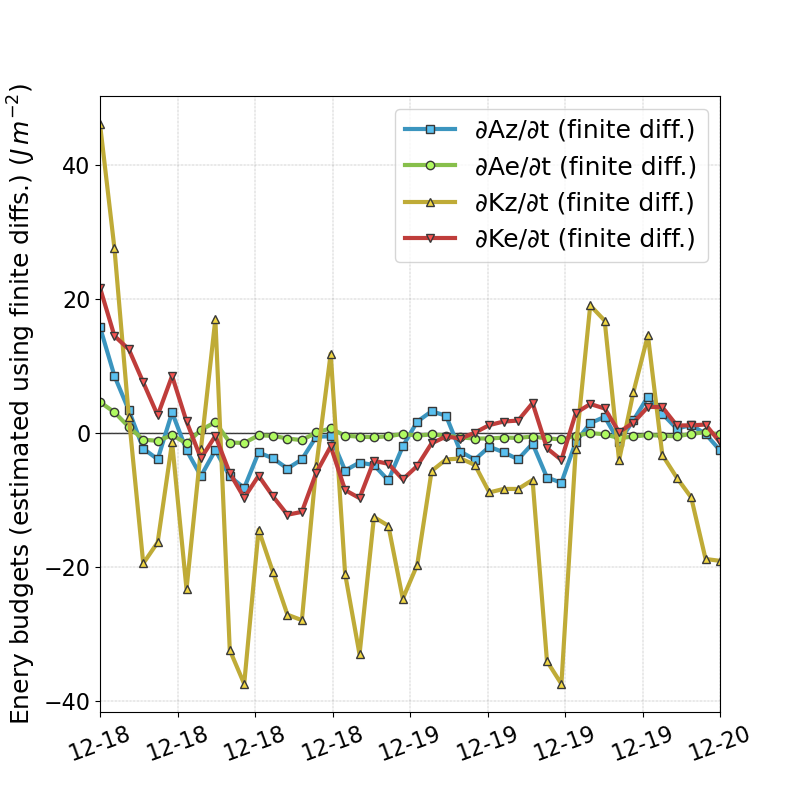 Enery budgets (estimated using finite diffs.) (J m⁻²)
∂Az/∂t (finite diff.)
∂Ae/∂t (finite diff.)
∂Kz/∂t (finite diff.)
∂Ke/∂t (finite diff.)
40
20
0
−20
−40
12-18 12-18 12-18 12-18 12-19 12-19 12-19 12-19 12-20